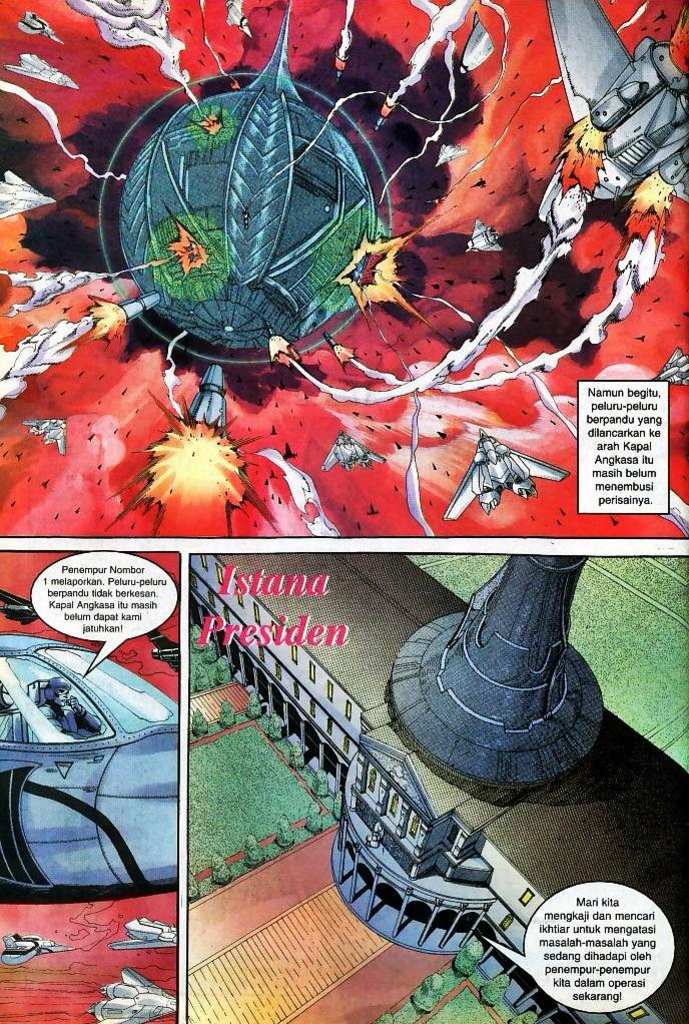 Namun begitu,
peluru-peluru
berpandu yang
dilancarkan ke
arah Kapal
Angkasa itu
masih belum
menembusi
perisainya.
Penempur Nombor
1 melaporkan. Peluru-peluru
berpandu tidak berkesan.
Kapal Angkasa itu masih
belum dapat kami
jatuhkan!
Istana
Presiden
Mari kita
mengkaji dan mencari
ikhtiar untuk mengatasi
masalah-masalah yang
sedang dihadapi oleh
penempur-penempur
kita dalam operasi
sekarang!